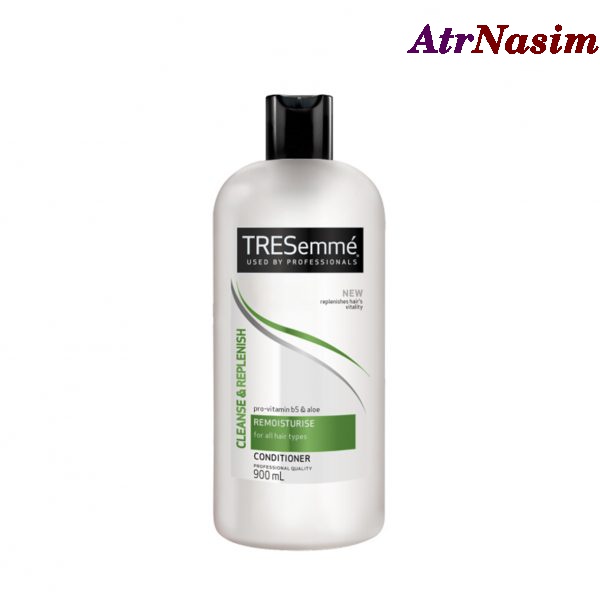 AtrNasim
TRESemmé
USED BY PROFESSIONALS
NEW
replenishes hair's
vitality
CLEANSE & REPLENISH
pro-vitamin b5 & aloe
REMOISTURISE
for all hair types
CONDITIONER
PROFESSIONAL QUALITY
900 mL